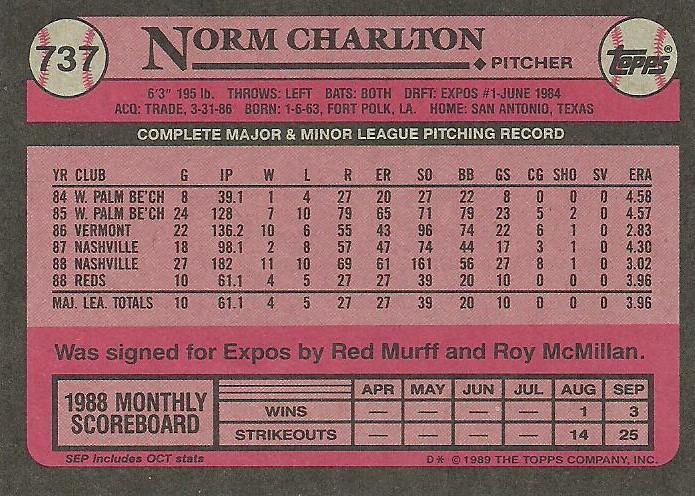 737 NORM CHARLTON Topps®
◆ PITCHER
6'3" 195 lb. THROWS: LEFT BATS: BOTH DRFT: EXPOS #1-JUNE 1984
ACQ: TRADE, 3-31-86 BORN: 1-6-63, FORT POLK, LA. HOME: SAN ANTONIO, TEXAS
COMPLETE MAJOR & MINOR LEAGUE PITCHING RECORD
YR CLUB G IP W L R ER SO BB GS CG SHO SV ERA
84 W. PALM BE'CH 8 39.1 1 4 27 20 27 22 8 0 0 0 4.58
85 W. PALM BE'CH 24 128 7 10 79 65 71 79 23 5 2 0 4.57
86 VERMONT 22 136.2 10 6 55 43 96 74 22 6 1 0 2.83
87 NASHVILLE 18 98.1 2 8 57 47 74 44 17 3 1 0 4.30
88 NASHVILLE 27 182 11 10 69 61 161 56 27 8 1 0 3.02
88 REDS 10 61.1 4 5 27 27 39 20 10 0 0 0 3.96
MAJ. LEA. TOTALS 10 61.1 4 5 27 27 39 20 10 0 0 0 3.96
Was signed for Expos by Red Murff and Roy McMillan.
1988 MONTHLY SCOREBOARD
APR MAY JUN JUL AUG SEP
WINS — — — — 1 3
STRIKEOUTS — — — — 14 25
SEP includes OCT stats
D* © 1989 THE TOPPS COMPANY, INC.